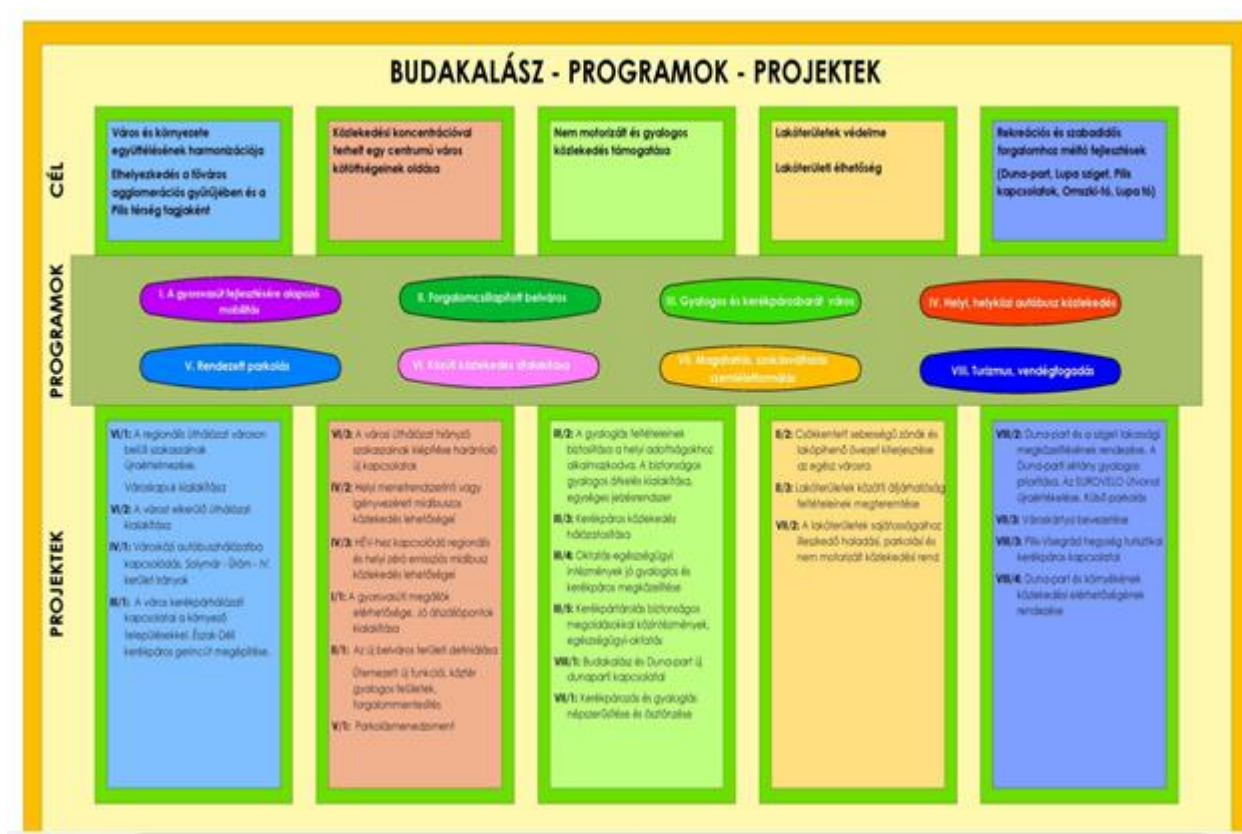 BUDAKALÁSZ - PROGRAMOK - PROJEKTEK
CÉL
Város és környezete
együttélésének harmonizációja
Elhelyezkedés a főváros
agglomerációs gyűrűjében és a
Pilis térség tagjaként
Közlekedési koncentrációval
terhelt egy centrumú város
kötöttségeinek oldása
Nem motorizált és gyalogos
közlekedés támogatása
Lakóterületek védelme
Lakóterületi élhetőség
Rekreációs és szabadidős
forgalomhoz méltó fejlesztések
(Duna-part, Lupa sziget, Pilis
kapcsolatok, Omszki-tó, Lupa tó)
PROGRAMOK
I. A gyorsvasút fejlesztésére alapozó
mobilitás
II. Forgalomcsillapított belváros
III. Gyalogos és kerékpárosbarát város
IV. Helyi, helyközi autóbusz közlekedés
V. Rendezett parkolás
VI. Közúti közlekedés átalakítása
VII. Magatartás, szokásváltozás
szemléletformálás
VIII. Turizmus, vendégfogadás
PROJEKTEK
VI/1: A regionális úthálózat városon
belüli szakaszainak
újraértelmezése.
Városkapuk kialakítása
VI/2: A várost elkerülő úthálózat
kialakítása
IV/1: Városközi autóbuszhálózatba
kapcsolódás, Solymár - Üröm - IV.
kerület irányok
III/1: A város kerékpárhálózati
kapcsolatai a környező
településekkel. Észak-Déli
kerékpáros gerincút megépítése.
VI/3: A város úthálózat hiányzó
szakaszainak kiépítése harántoló
új kapcsolatok
IV/2: Helyi menetrendszerinti vagy
igényvezérelt midibuszos
közlekedés lehetőségei
IV/3: HÉV-hez kapcsolódó regionális
és helyi zéró emissziós midibusz
közlekedés lehetőségei
I/1: A gyorsvasúti megállók
elérhetősége. Jó átszállópontok
kialakítása
II/1: Az új belváros területi definiálása
Ütemezett új funkciói, köztér
gyalogos felületek,
forgalommentesítés
V/1: Parkolásmenedzsment
III/2: A gyaloglás feltételeinek
biztosítása a helyi adottságokhoz
alkalmazkodva. A biztonságos
gyalogos átkelés kialakítása,
egységes jelzésrendszer
III/3: Kerékpáros közlekedés
hálózatosítása
III/4: Oktatás egészségügyi
intézmények jó gyaloglos és
kerékpáros megközelítése
III/5: Kerékpártárolás biztonságos
megoldásokkal közintézmények,
egészségügyi-oktatás
VIII/1: Budakalász és Duna-part új
dunaparti kapcsolatai
VII/1: Kerékpározás és gyaloglás
népszerűsítése és ösztönzése
II/2: Csökkentett sebességű zónák és
lakópihenő övezet kiterjesztése
az egész városra
II/3: Lakóterületek közötti átjárhatóság
feltételeinek megteremtése
VII/2: A lakóterületek sajátosságaihoz
illeszkedő haladási, parkolási és
nem motorizált közlekedési rend
VIII/2: Duna-part és a sziget lakossági
megközelítésének rendezése. A
Duna-parti sétány gyalogos
prioritása. Az EUROVELO útvonal
újraértékelése. Külső parkolás
VII/3: Városkártya bevezetése
VIII/3: Pilis-Visegrádi hegység turisztikai
kerékpáros kapcsolatai
VIII/4: Duna-part és környékének
közlekedési elérhetőségének
rendezése